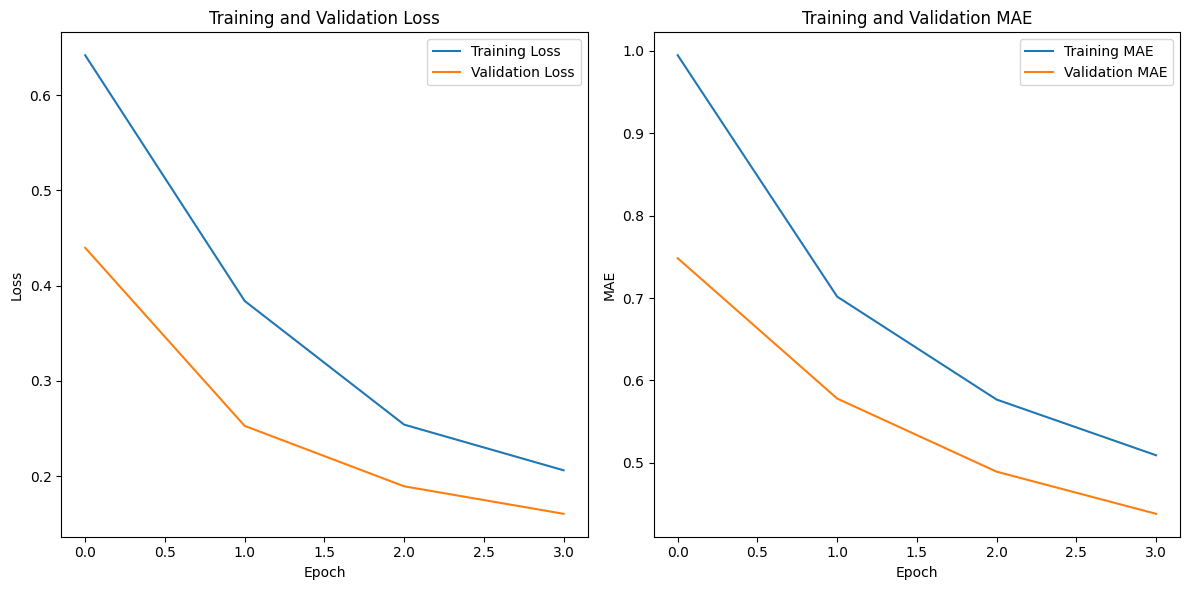 Training and Validation Loss
Training Loss
Validation Loss
0.6
0.5
0.4
0.3
0.2
Loss
0.0
0.5
1.0
1.5
2.0
2.5
3.0
Epoch
Training and Validation MAE
Training MAE
Validation MAE
1.0
0.9
0.8
0.7
0.6
0.5
MAE
0.0
0.5
1.0
1.5
2.0
2.5
3.0
Epoch